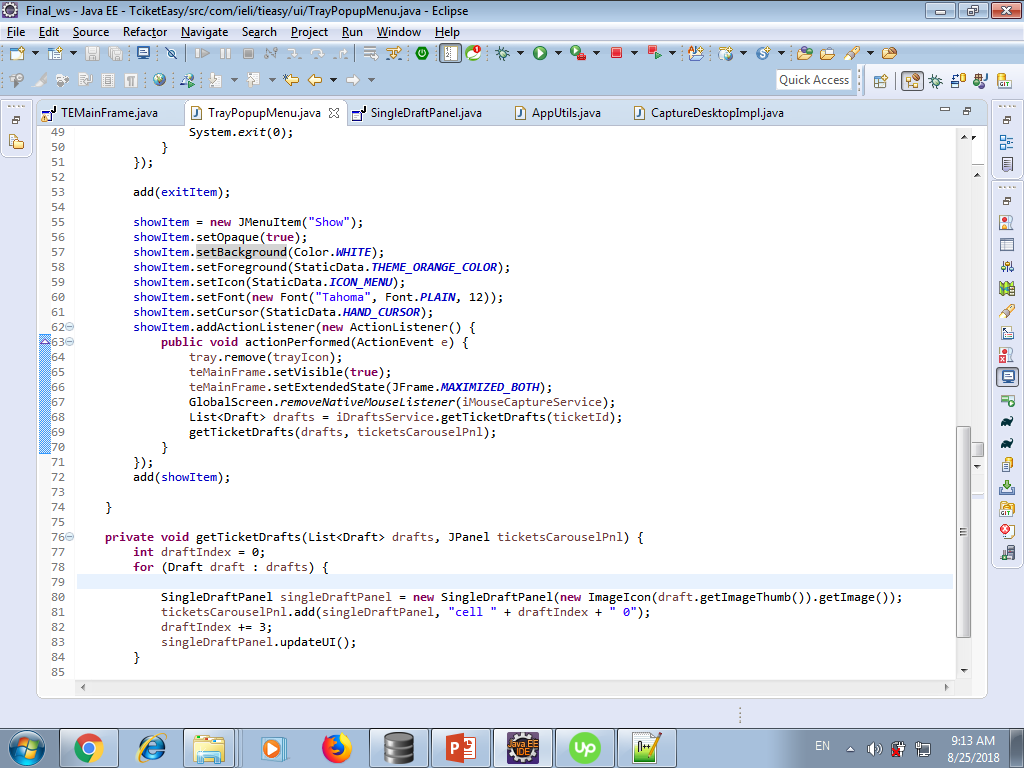 Final_ws - Java EE - TciketEasy/src/com/ieli/tieasy/ui/TrayPopupMenu.java - Eclipse
File Edit Source Refactor Navigate Search Project Run Window Help
Quick Access
TEMainFrame.java TrayPopupMenu.java SingleDraftPanel.java AppUtils.java CaptureDesktopImpl.java
49 System.exit(0);
50 }
51 });
52
53 add(exitItem);
54
55 showItem = new JMenuItem("Show");
56 showItem.setOpaque(true);
57 showItem.setBackground(Color.WHITE);
58 showItem.setForeground(StaticData.THEME_ORANGE_COLOR);
59 showItem.setIcon(StaticData.ICON_MENU);
60 showItem.setFont(new Font("Tahoma", Font.PLAIN, 12));
61 showItem.setCursor(StaticData.HAND_CURSOR);
62 showItem.addActionListener(new ActionListener() {
63 public void actionPerformed(ActionEvent e) {
64 tray.remove(trayIcon);
65 teMainFrame.setVisible(true);
66 teMainFrame.setExtendedState(JFrame.MAXIMIZED_BOTH);
67 GlobalScreen.removeNativeMouseListener(iMouseCaptureService);
68 List<Draft> drafts = iDraftsService.getTicketDrafts(ticketId);
69 getTicketDrafts(drafts, ticketsCarouselPnl);
70 }
71 });
72 add(showItem);
73
74 }
75
76 private void getTicketDrafts(List<Draft> drafts, JPanel ticketsCarouselPnl) {
77 int draftIndex = 0;
78 for (Draft draft : drafts) {
79
80 SingleDraftPanel singleDraftPanel = new SingleDraftPanel(new ImageIcon(draft.getImageThumb()).getImage());
81 ticketsCarouselPnl.add(singleDraftPanel, "cell " + draftIndex + " 0");
82 draftIndex += 3;
83 singleDraftPanel.updateUI();
84 }
85
EN
9:13 AM
8/25/2018